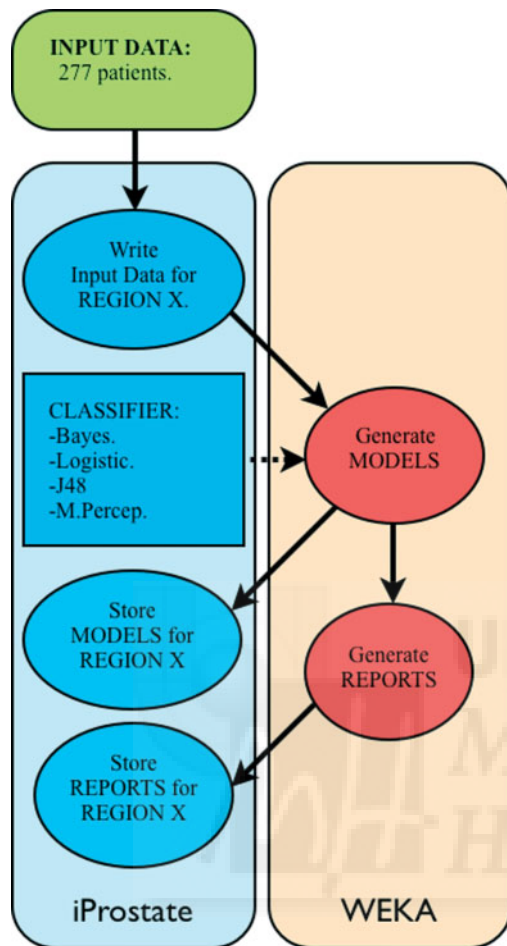 INPUT DATA:
277 patients.
Write
Input Data for
REGION X.
CLASSIFIER:
-Bayes.
-Logistic.
-J48
-M.Percep.
Generate
MODELS
Store
MODELS for
REGION X
Generate
REPORTS
Store
REPORTS for
REGION X
iProstate
WEKA
U
M
H